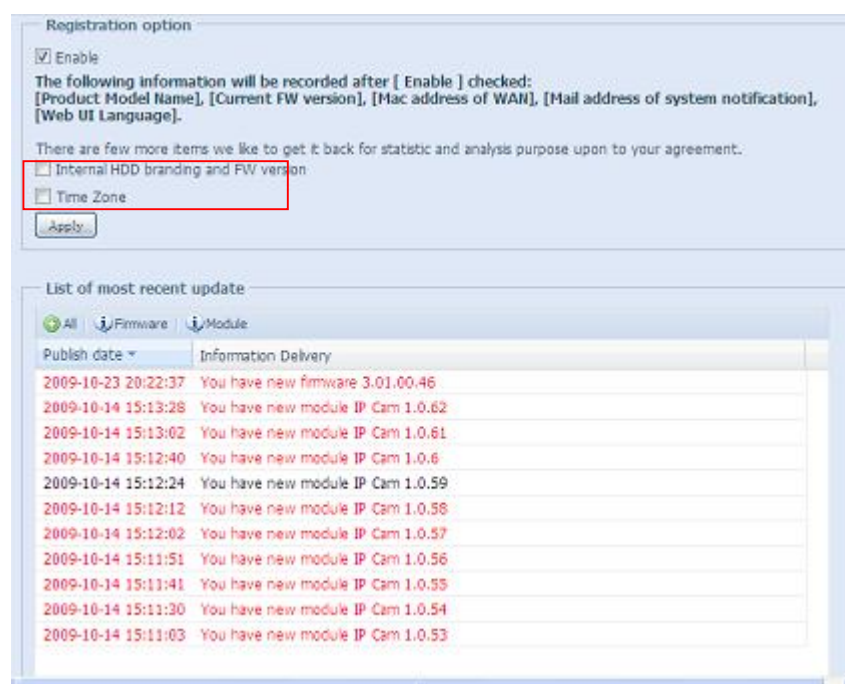 Registration option
Enable
The following information will be recorded after [ Enable ] checked:
[Product Model Name], [Current FW version], [Mac address of WAN], [Mail address of system notification],
[Web UI Language].
There are few more items we like to get it back for statistic and analysis purpose upon to your agreement.
Internal HDD branding and FW version
Time Zone
Apply
List of most recent update
All Firmware Module
Publish date Information Delivery
2009-10-23 20:22:37 You have new firmware 3.01.00.46
2009-10-14 15:13:28 You have new module IP Cam 1.0.62
2009-10-14 15:13:02 You have new module IP Cam 1.0.61
2009-10-14 15:12:40 You have new module IP Cam 1.0.6
2009-10-14 15:12:24 You have new module IP Cam 1.0.59
2009-10-14 15:12:12 You have new module IP Cam 1.0.58
2009-10-14 15:12:02 You have new module IP Cam 1.0.57
2009-10-14 15:11:51 You have new module IP Cam 1.0.56
2009-10-14 15:11:41 You have new module IP Cam 1.0.55
2009-10-14 15:11:30 You have new module IP Cam 1.0.54
2009-10-14 15:11:03 You have new module IP Cam 1.0.53